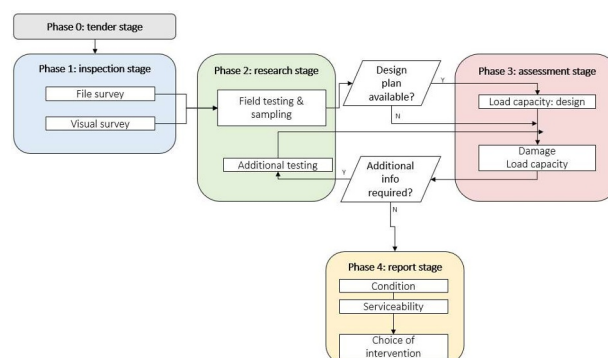 Phase 0: tender stage
Phase 1: inspection stage
File survey
Visual survey
Phase 2: research stage
Field testing &
sampling
Additional testing
Design
plan
available?
Y
N
Phase 3: assessment stage
Load capacity: design
Damage
Load capacity
Additional
info
required?
Y
N
Phase 4: report stage
Condition
Serviceability
Choice of
intervention